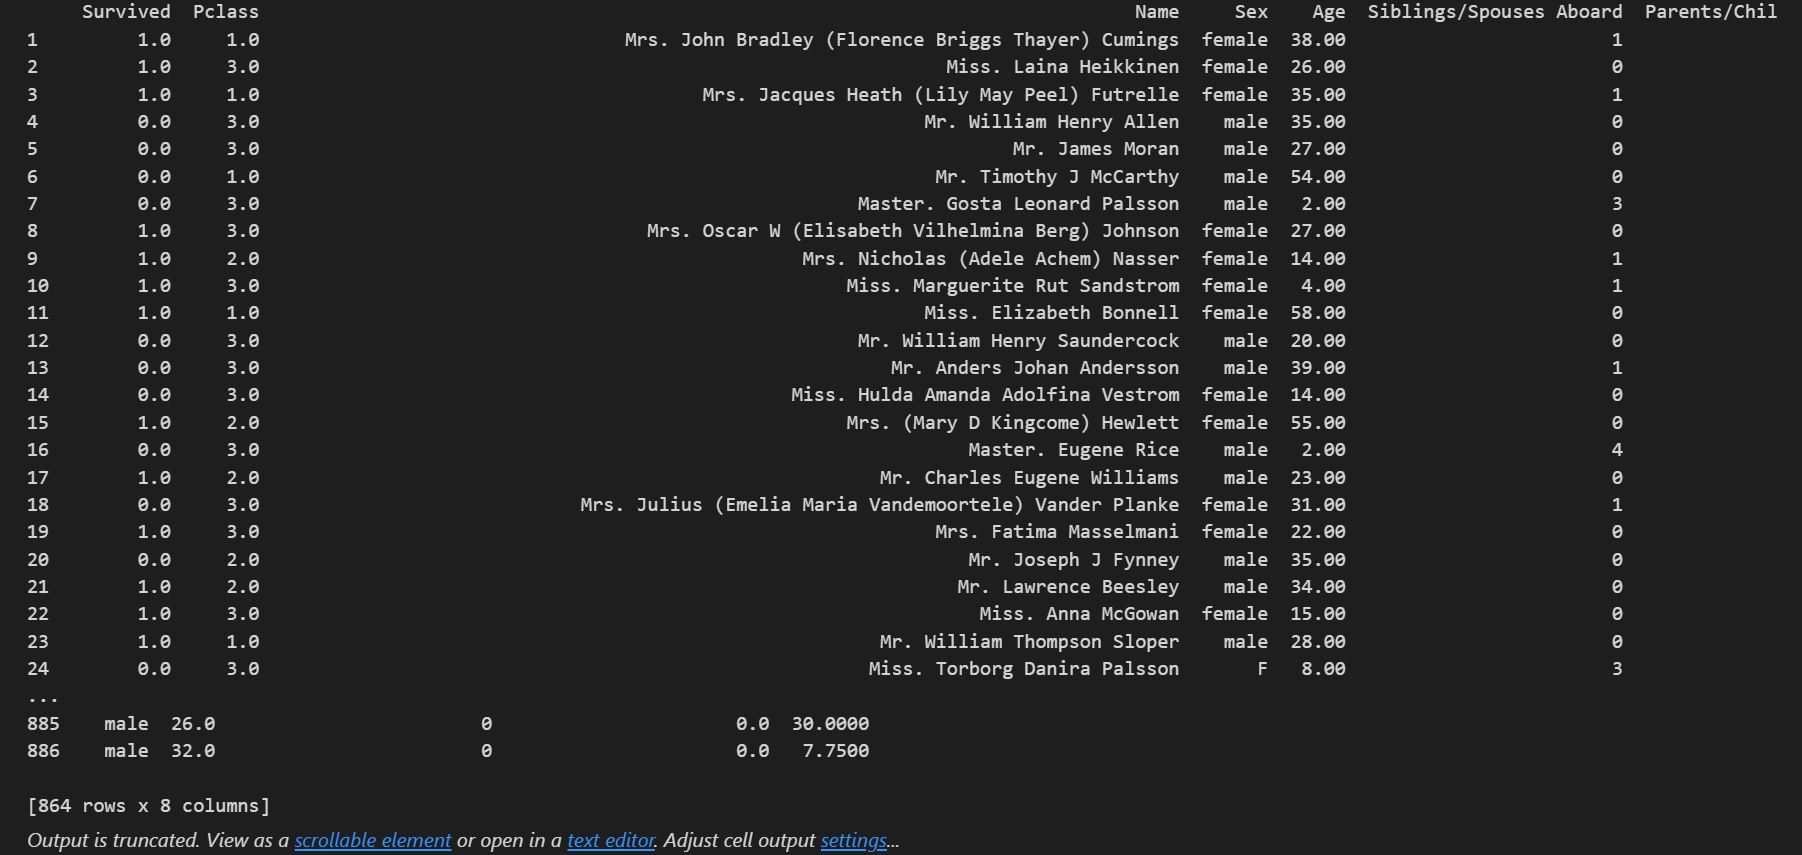 Survived Pclass Name Sex Age Siblings/Spouses Aboard Parents/Chil
1 1.0 1.0 Mrs. John Bradley (Florence Briggs Thayer) Cumings female 38.00 1
2 1.0 3.0 Miss. Laina Heikkinen female 26.00 0
3 1.0 1.0 Mrs. Jacques Heath (Lily May Peel) Futrelle female 35.00 1
4 0.0 3.0 Mr. William Henry Allen male 35.00 0
5 0.0 3.0 Mr. James Moran male 27.00 0
6 0.0 1.0 Mr. Timothy J McCarthy male 54.00 0
7 0.0 3.0 Master. Gosta Leonard Palsson male 2.00 3
8 1.0 3.0 Mrs. Oscar W (Elisabeth Vilhelmina Berg) Johnson female 27.00 0
9 1.0 2.0 Mrs. Nicholas (Adele Achem) Nasser female 14.00 1
10 1.0 3.0 Miss. Marguerite Rut Sandstrom female 4.00 1
11 1.0 1.0 Miss. Elizabeth Bonnell female 58.00 0
12 0.0 3.0 Mr. William Henry Saundercock male 20.00 0
13 0.0 3.0 Mr. Anders Johan Andersson male 39.00 1
14 0.0 3.0 Miss. Hulda Amanda Adolfina Vestrom female 14.00 0
15 1.0 2.0 Mrs. (Mary D Kingcome) Hewlett female 55.00 0
16 0.0 3.0 Master. Eugene Rice male 2.00 4
17 1.0 2.0 Mr. Charles Eugene Williams male 23.00 0
18 0.0 3.0 Mrs. Julius (Emelia Maria Vandemoortele) Vander Planke female 31.00 1
19 1.0 3.0 Mrs. Fatima Masselmani female 22.00 0
20 0.0 2.0 Mr. Joseph J Fynney male 35.00 0
21 1.0 2.0 Mr. Lawrence Beesley male 34.00 0
22 1.0 3.0 Miss. Anna McGowan female 15.00 0
23 1.0 1.0 Mr. William Thompson Sloper male 28.00 0
24 0.0 3.0 Miss. Torborg Danira Palsson F 8.00 3
...
885 male 26.0 0 0.0 30.0000
886 male 32.0 0 0.0 7.7500
[864 rows x 8 columns]
Output is truncated. View as a scrollable element or open in a text editor. Adjust cell output settings...